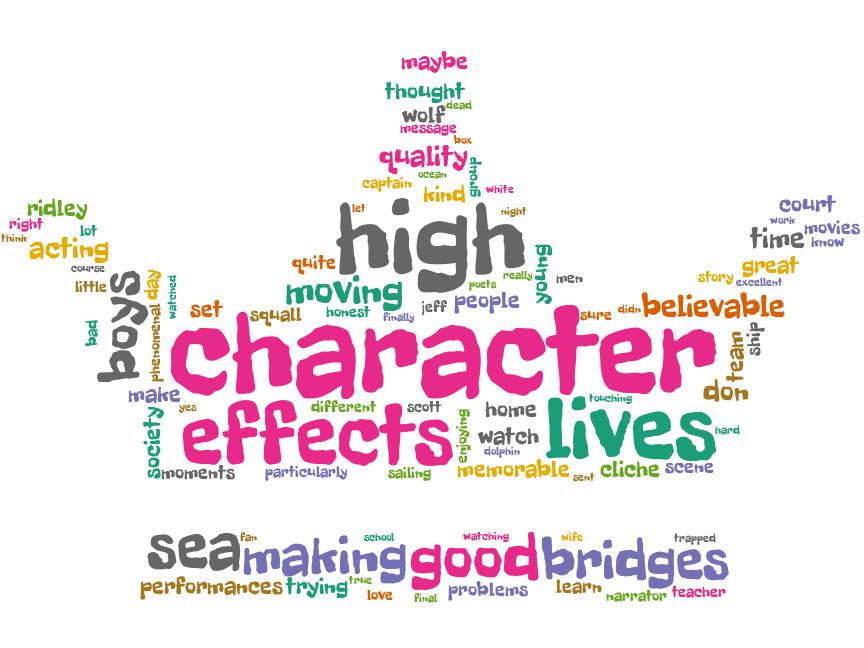 maybe
thought
dead
wolf
message
box
quality
ocean
group
captain
kind
white
ridley
let
high
night
court
right
lot
work
movies
think
acting
time
know
course
quite
young
great
little
boys
day
watched
moving
really
men
story
excellent
poets
bad
phenomenal
set
squall
honest
finally
jeff
people
sure
didn
believable
character
team
ship
make
don
yes
different
scott
home
touching
society
effects
enjoying
watch
lives
hard
dolphin
moments
particularly
sailing
memorable
sent
cliche
scene
sea
fan
school
watching
wife
trapped
making
good
bridges
performances
trying
true
love
final
problems
learn
narrator
teacher